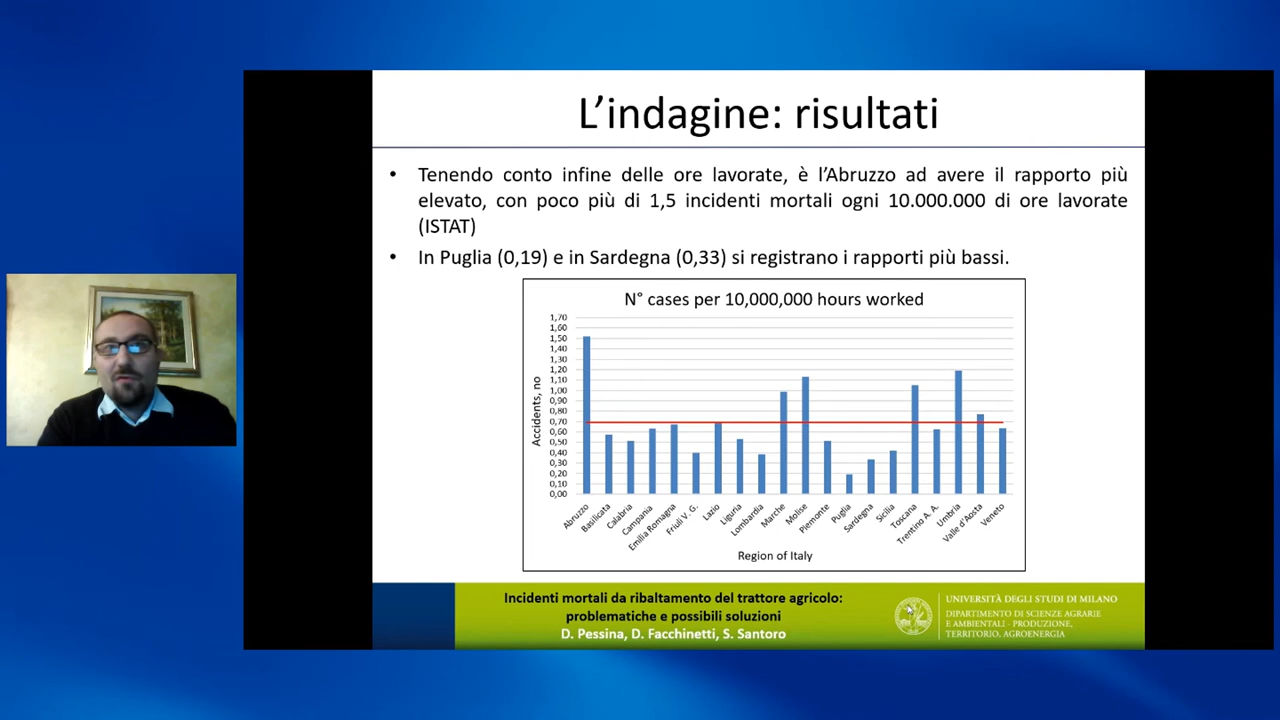 L'indagine: risultati
• Tenendo conto infine delle ore lavorate, è l'Abruzzo ad avere il rapporto più
elevato, con poco più di 1,5 incidenti mortali ogni 10.000.000 di ore lavorate
(ISTAT)
• In Puglia (0,19) e in Sardegna (0,33) si registrano i rapporti più bassi.
N° cases per 10,000,000 hours worked
Accidents, no
1,70
1,60
1,50
1,40
1,30
1,20
1,10
1,00
0,90
0,80
0,70
0,60
0,50
0,40
0,30
0,20
0,10
0,00
Abruzzo
Basilicata
Calabria
Campania
Emilia Romagna
Friuli V. G.
Lazio
Liguria
Lombardia
Marche
Molise
Piemonte
Puglia
Sardegna
Sicilia
Toscana
Trentino A. A.
Umbria
Valle d'Aosta
Veneto
Region of Italy
Incidenti mortali da ribaltamento del trattore agricolo:
problematiche e possibili soluzioni
D. Pessina, D. Facchinetti, S. Santoro
UNIVERSITÀ DEGLI STUDI DI MILANO
DIPARTIMENTO DI SCIENZE AGRARIE
E AMBIENTALI - PRODUZIONE,
TERRITORIO, AGROENERGIA